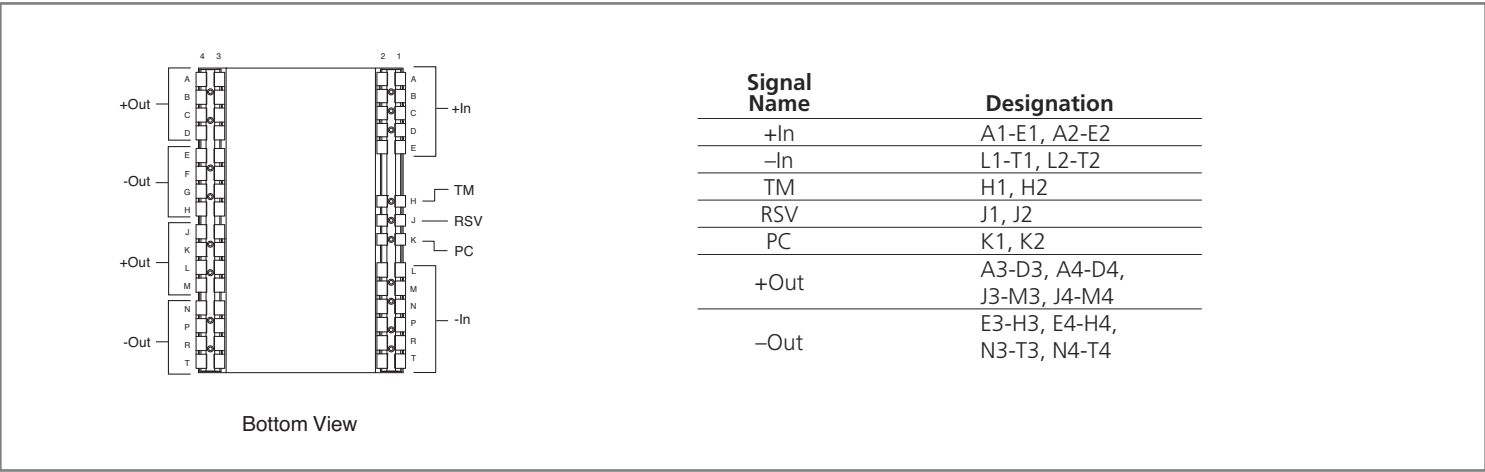 4 3
2 1
A
B
C
D
E
F
G
H
J
K
L
M
N
P
R
T
+Out
-Out
+Out
-Out
A
B
C
D
E
H
J
K
L
M
N
P
R
T
+In
TM
RSV
PC
-In
Bottom View
Signal
Name Designation
+In A1-E1, A2-E2
–In L1-T1, L2-T2
TM H1, H2
RSV J1, J2
PC K1, K2
+Out A3-D3, A4-D4,
J3-M3, J4-M4
–Out E3-H3, E4-H4,
N3-T3, N4-T4